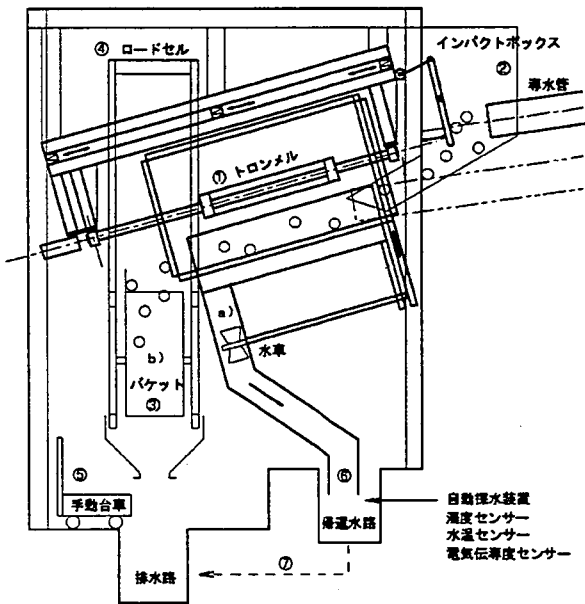 ④ ロードセル
インパクトボックス
②
導水管
① トロンメル
a)
水車
b)
バケット
③
⑤
手動台車
⑥
帰還水路
自動採水装置
濁度センサー
水温センサー
電気伝導度センサー
⑦
排水路